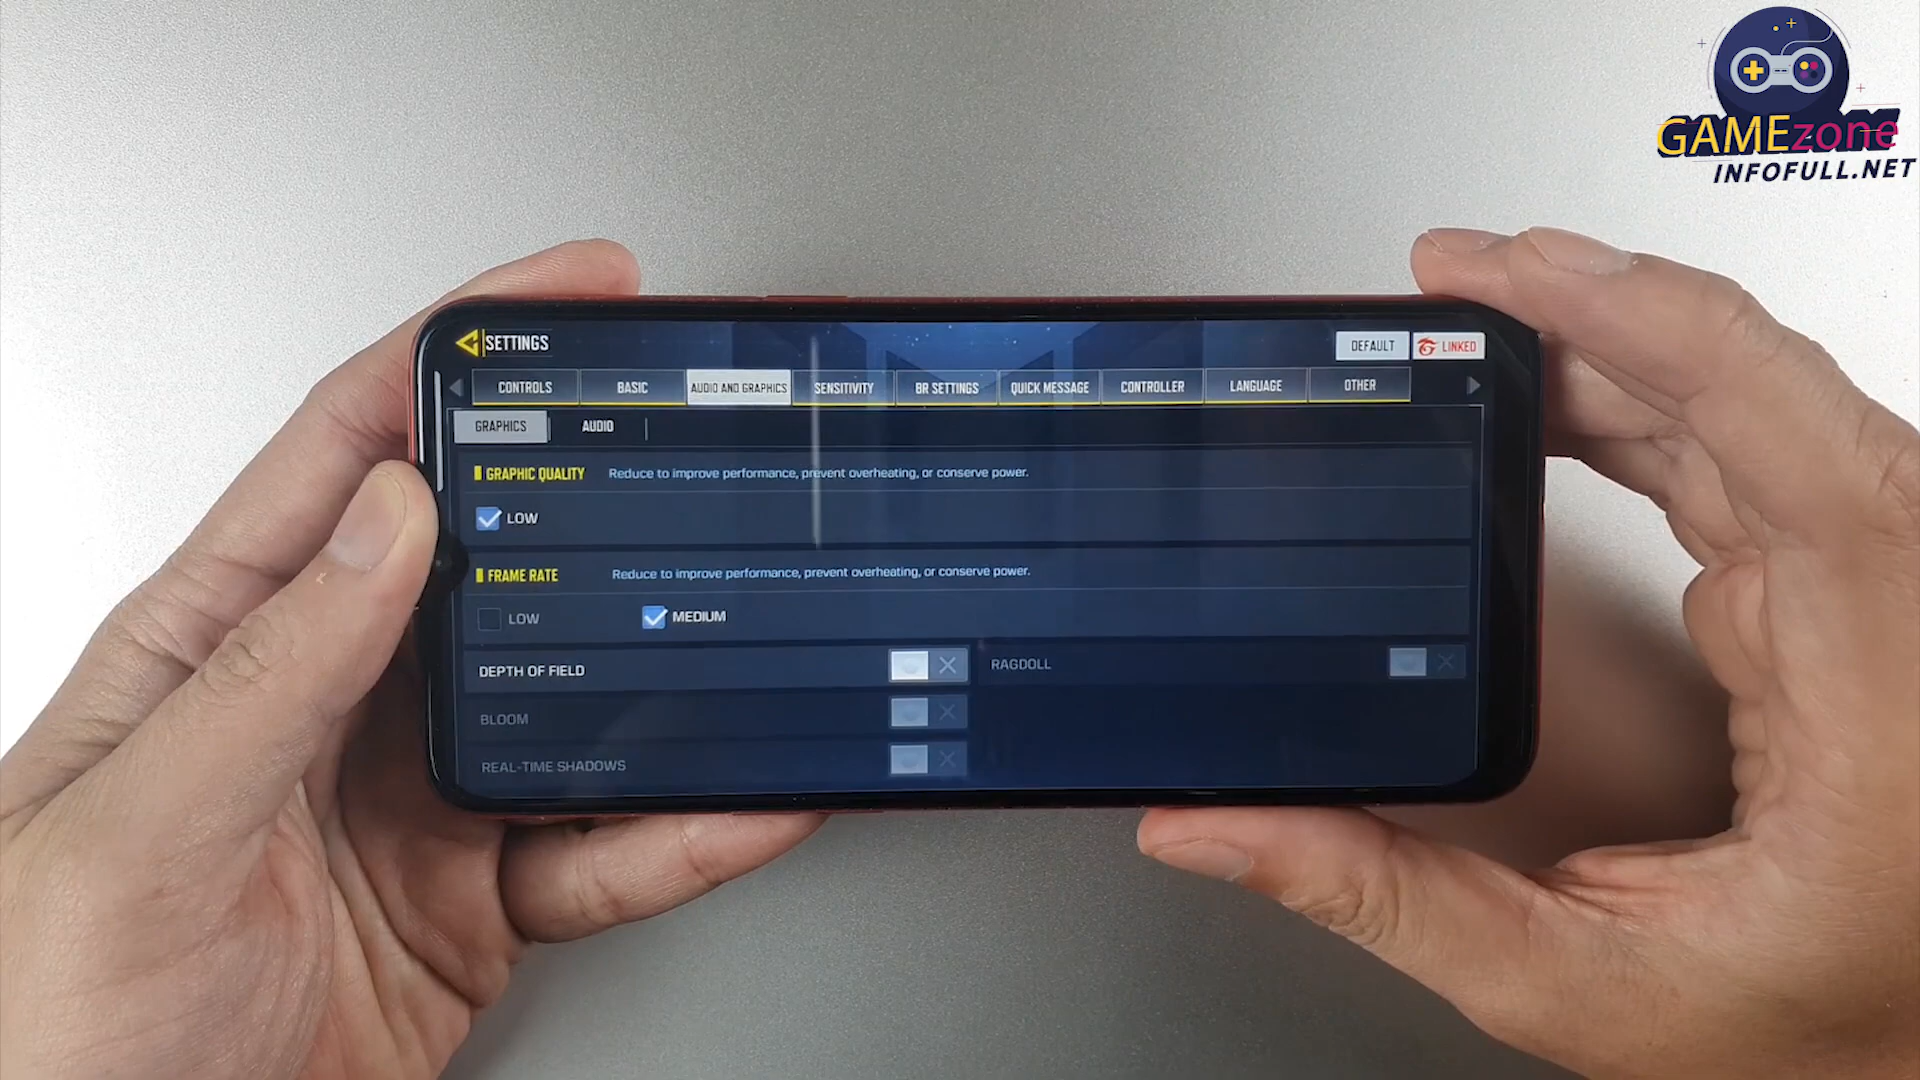 GAMEzone
INFOFULL.NET
SETTINGS
DEFAULT
LINKED
CONTROLS
BASIC
AUDIO AND GRAPHICS
SENSITIVITY
BR SETTINGS
QUICK MESSAGE
CONTROLLER
LANGUAGE
OTHER
GRAPHICS
AUDIO
GRAPHIC QUALITY Reduce to improve performance, prevent overheating, or conserve power.
LOW
FRAME RATE Reduce to improve performance, prevent overheating, or conserve power.
LOW
MEDIUM
DEPTH OF FIELD
RAGDOLL
BLOOM
REAL-TIME SHADOWS